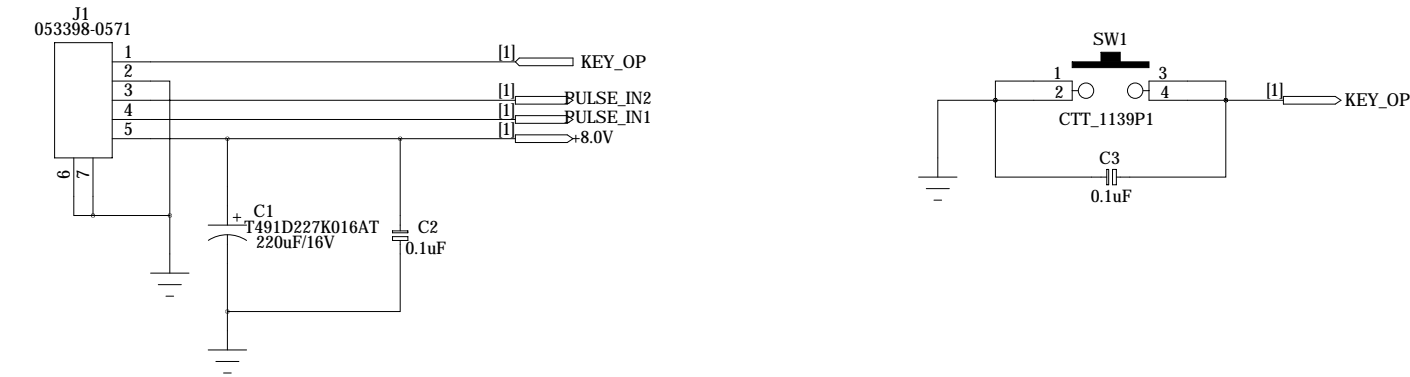 J1
053398-0571
1
2
3
4
5
6
7
[1]
KEY_OP
[1]
PULSE_IN2
[1]
PULSE_IN1
[1]
+8.0V
+
C1
T491D227K016AT
220uF/16V
C2
0.1uF
SW1
1
2
3
4
CTT_1139P1
[1]
KEY_OP
C3
0.1uF